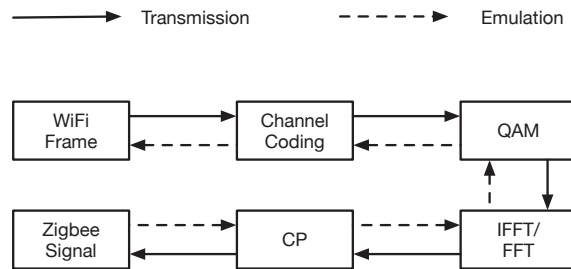 Transmission
Emulation
WiFi
Frame
Channel
Coding
QAM
Zigbee
Signal
CP
IFFT/
FFT